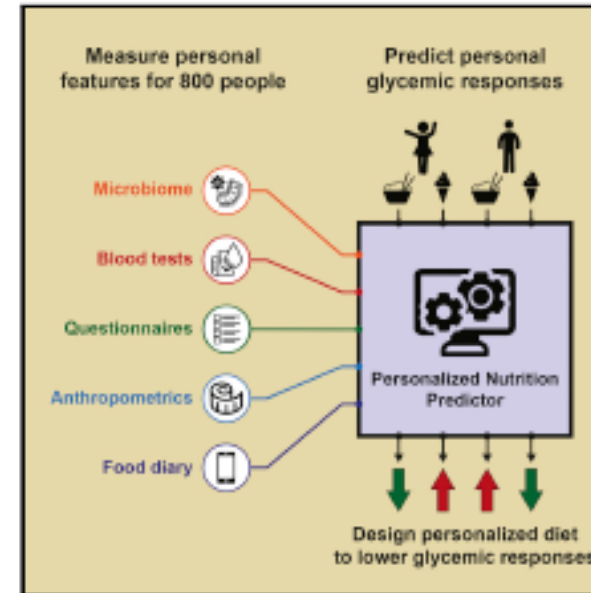 Measure personal
features for 800 people
Predict personal
glycemic responses
Microbiome
Blood tests
Questionnaires
Anthropometrics
Food diary
Personalized Nutrition
Predictor
Design personalized diet
to lower glycemic responses